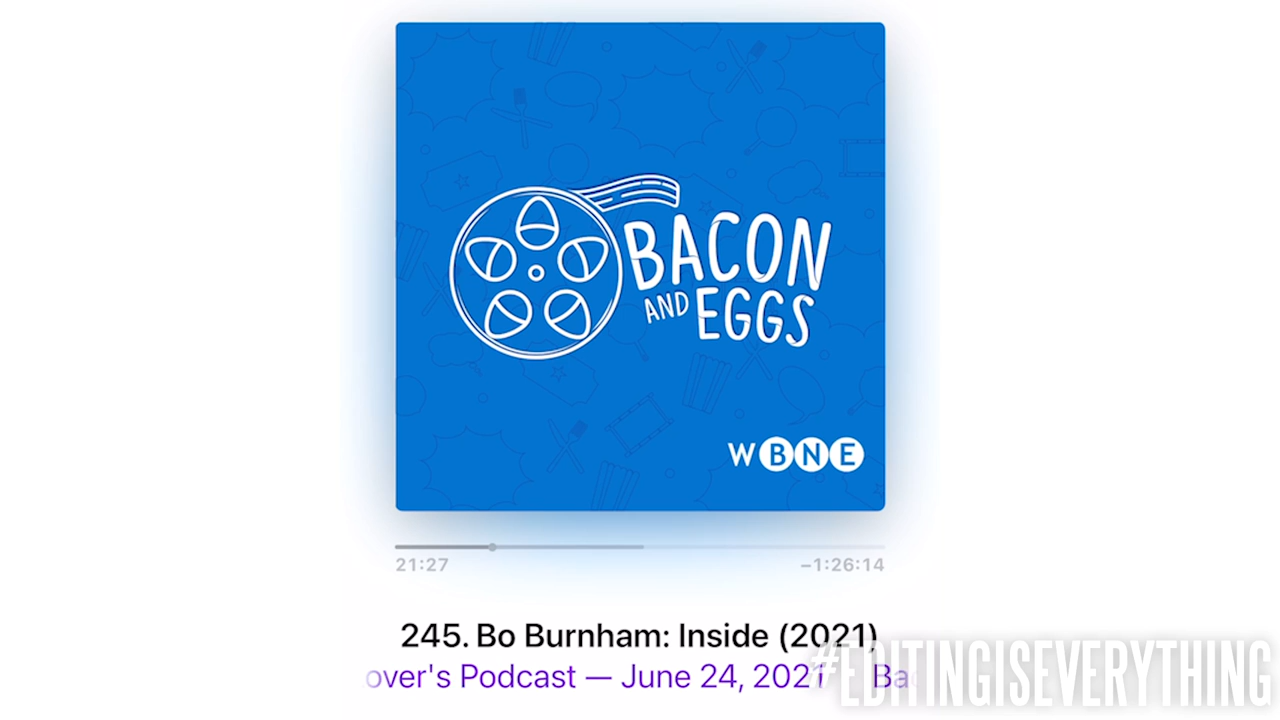 BACON
AND EGGS
WBNE
21:27
−1:26:14
245. Bo Burnham: Inside (2021)
over's Podcast — June 24, 2021
#EDITINGISEVERYTHING